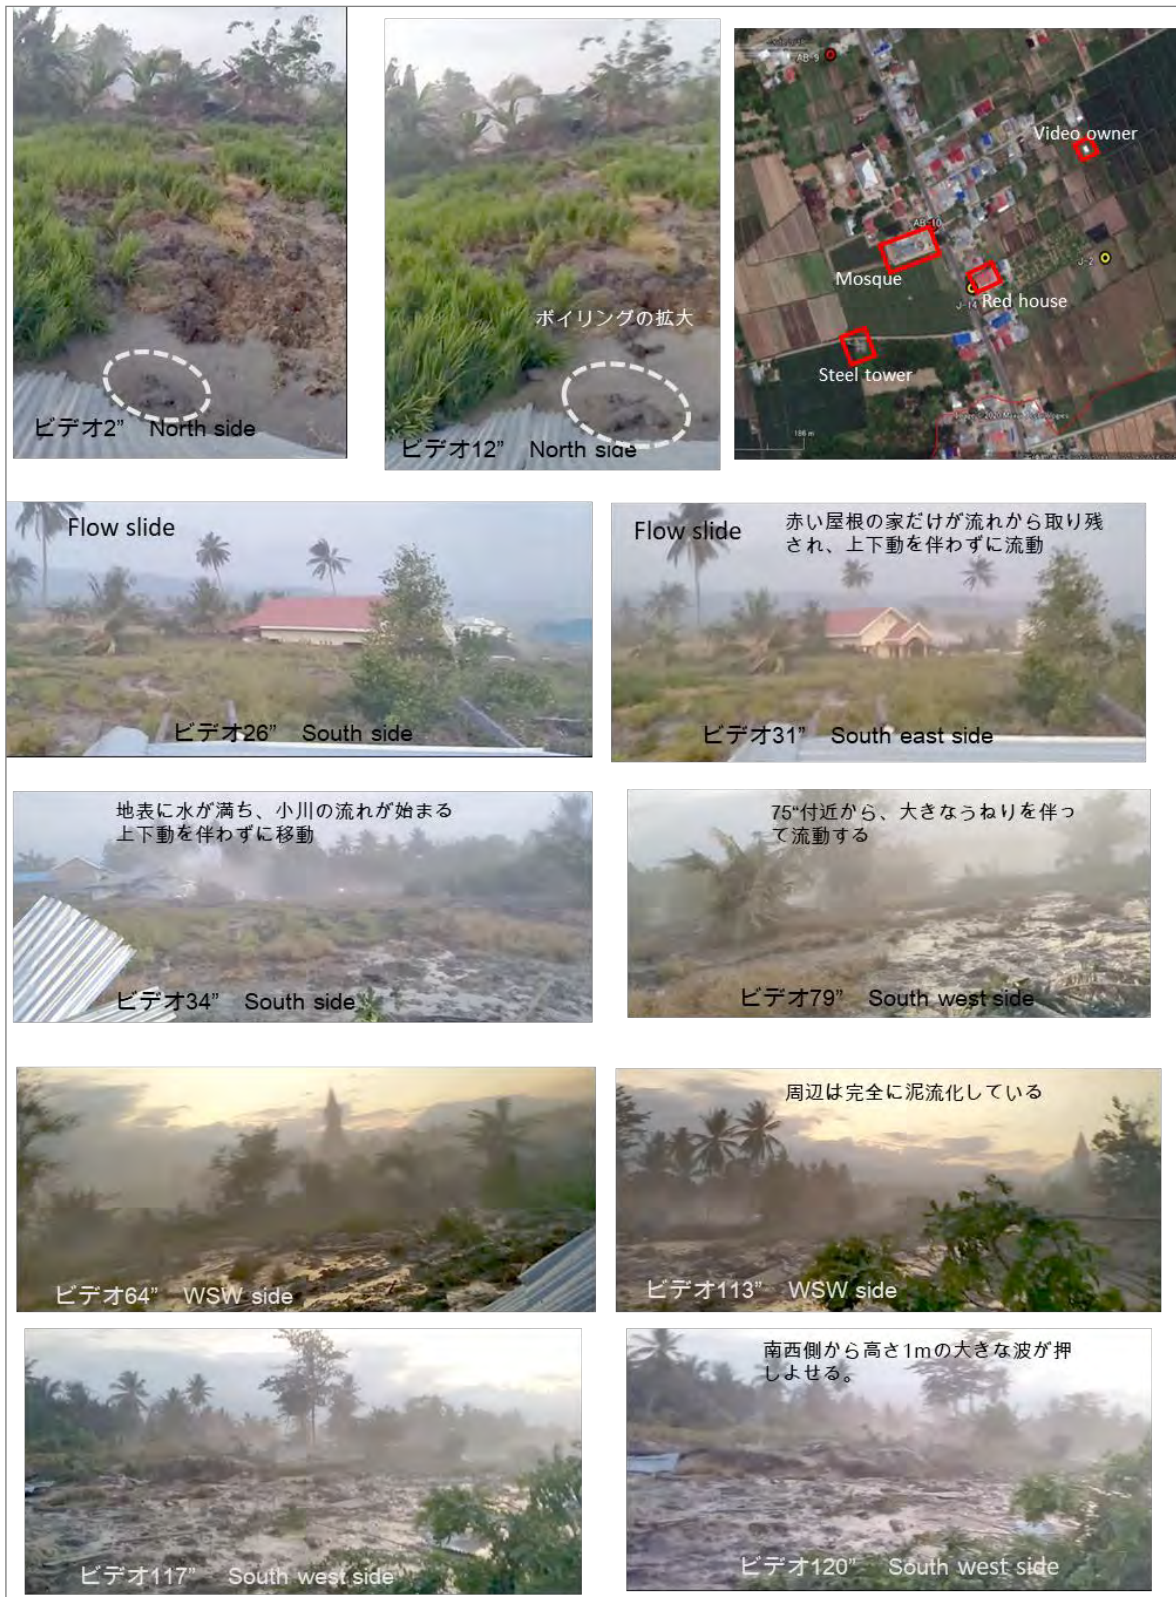 ビデオ2” North side
ボイリングの拡大
ビデオ12” North side
AB-9
Video owner
AB-10
Mosque
J-2
J-14
Red house
Steel tower
186 m
Flow slide
ビデオ26” South side
Flow slide
赤い屋根の家だけが流れから取り残
され、上下動を伴わずに流動
ビデオ31” South east side
地表に水が満ち、小川の流れが始まる
上下動を伴わずに移動
ビデオ34” South side
75“付近から、大きなうねりを伴っ
て流動する
ビデオ79” South west side
ビデオ64” WSW side
周辺は完全に泥流化している
ビデオ113” WSW side
ビデオ117” South west side
南西側から高さ1mの大きな波が押
しよせる。
ビデオ120” South west side